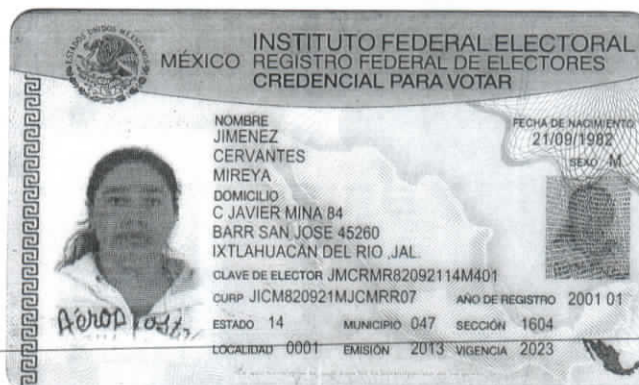 ESTADOS UNIDOS MEXICANOS
INSTITUTO FEDERAL ELECTORAL
MÉXICO REGISTRO FEDERAL DE ELECTORES
CREDENCIAL PARA VOTAR
NOMBRE
JIMENEZ
CERVANTES
MIREYA
FECHA DE NACIMIENTO
21/09/1982
SEXO M
DOMICILIO
C JAVIER MINA 84
BARR SAN JOSE 45260
IXTLAHUACAN DEL RIO ,JAL.
CLAVE DE ELECTOR JMCRMR82092114M401
CURP JICM820921MJCMRR07 AÑO DE REGISTRO 2001 01
ESTADO 14 MUNICIPIO 047 SECCIÓN 1604
LOCALIDAD 0001 EMISIÓN 2013 VIGENCIA 2023